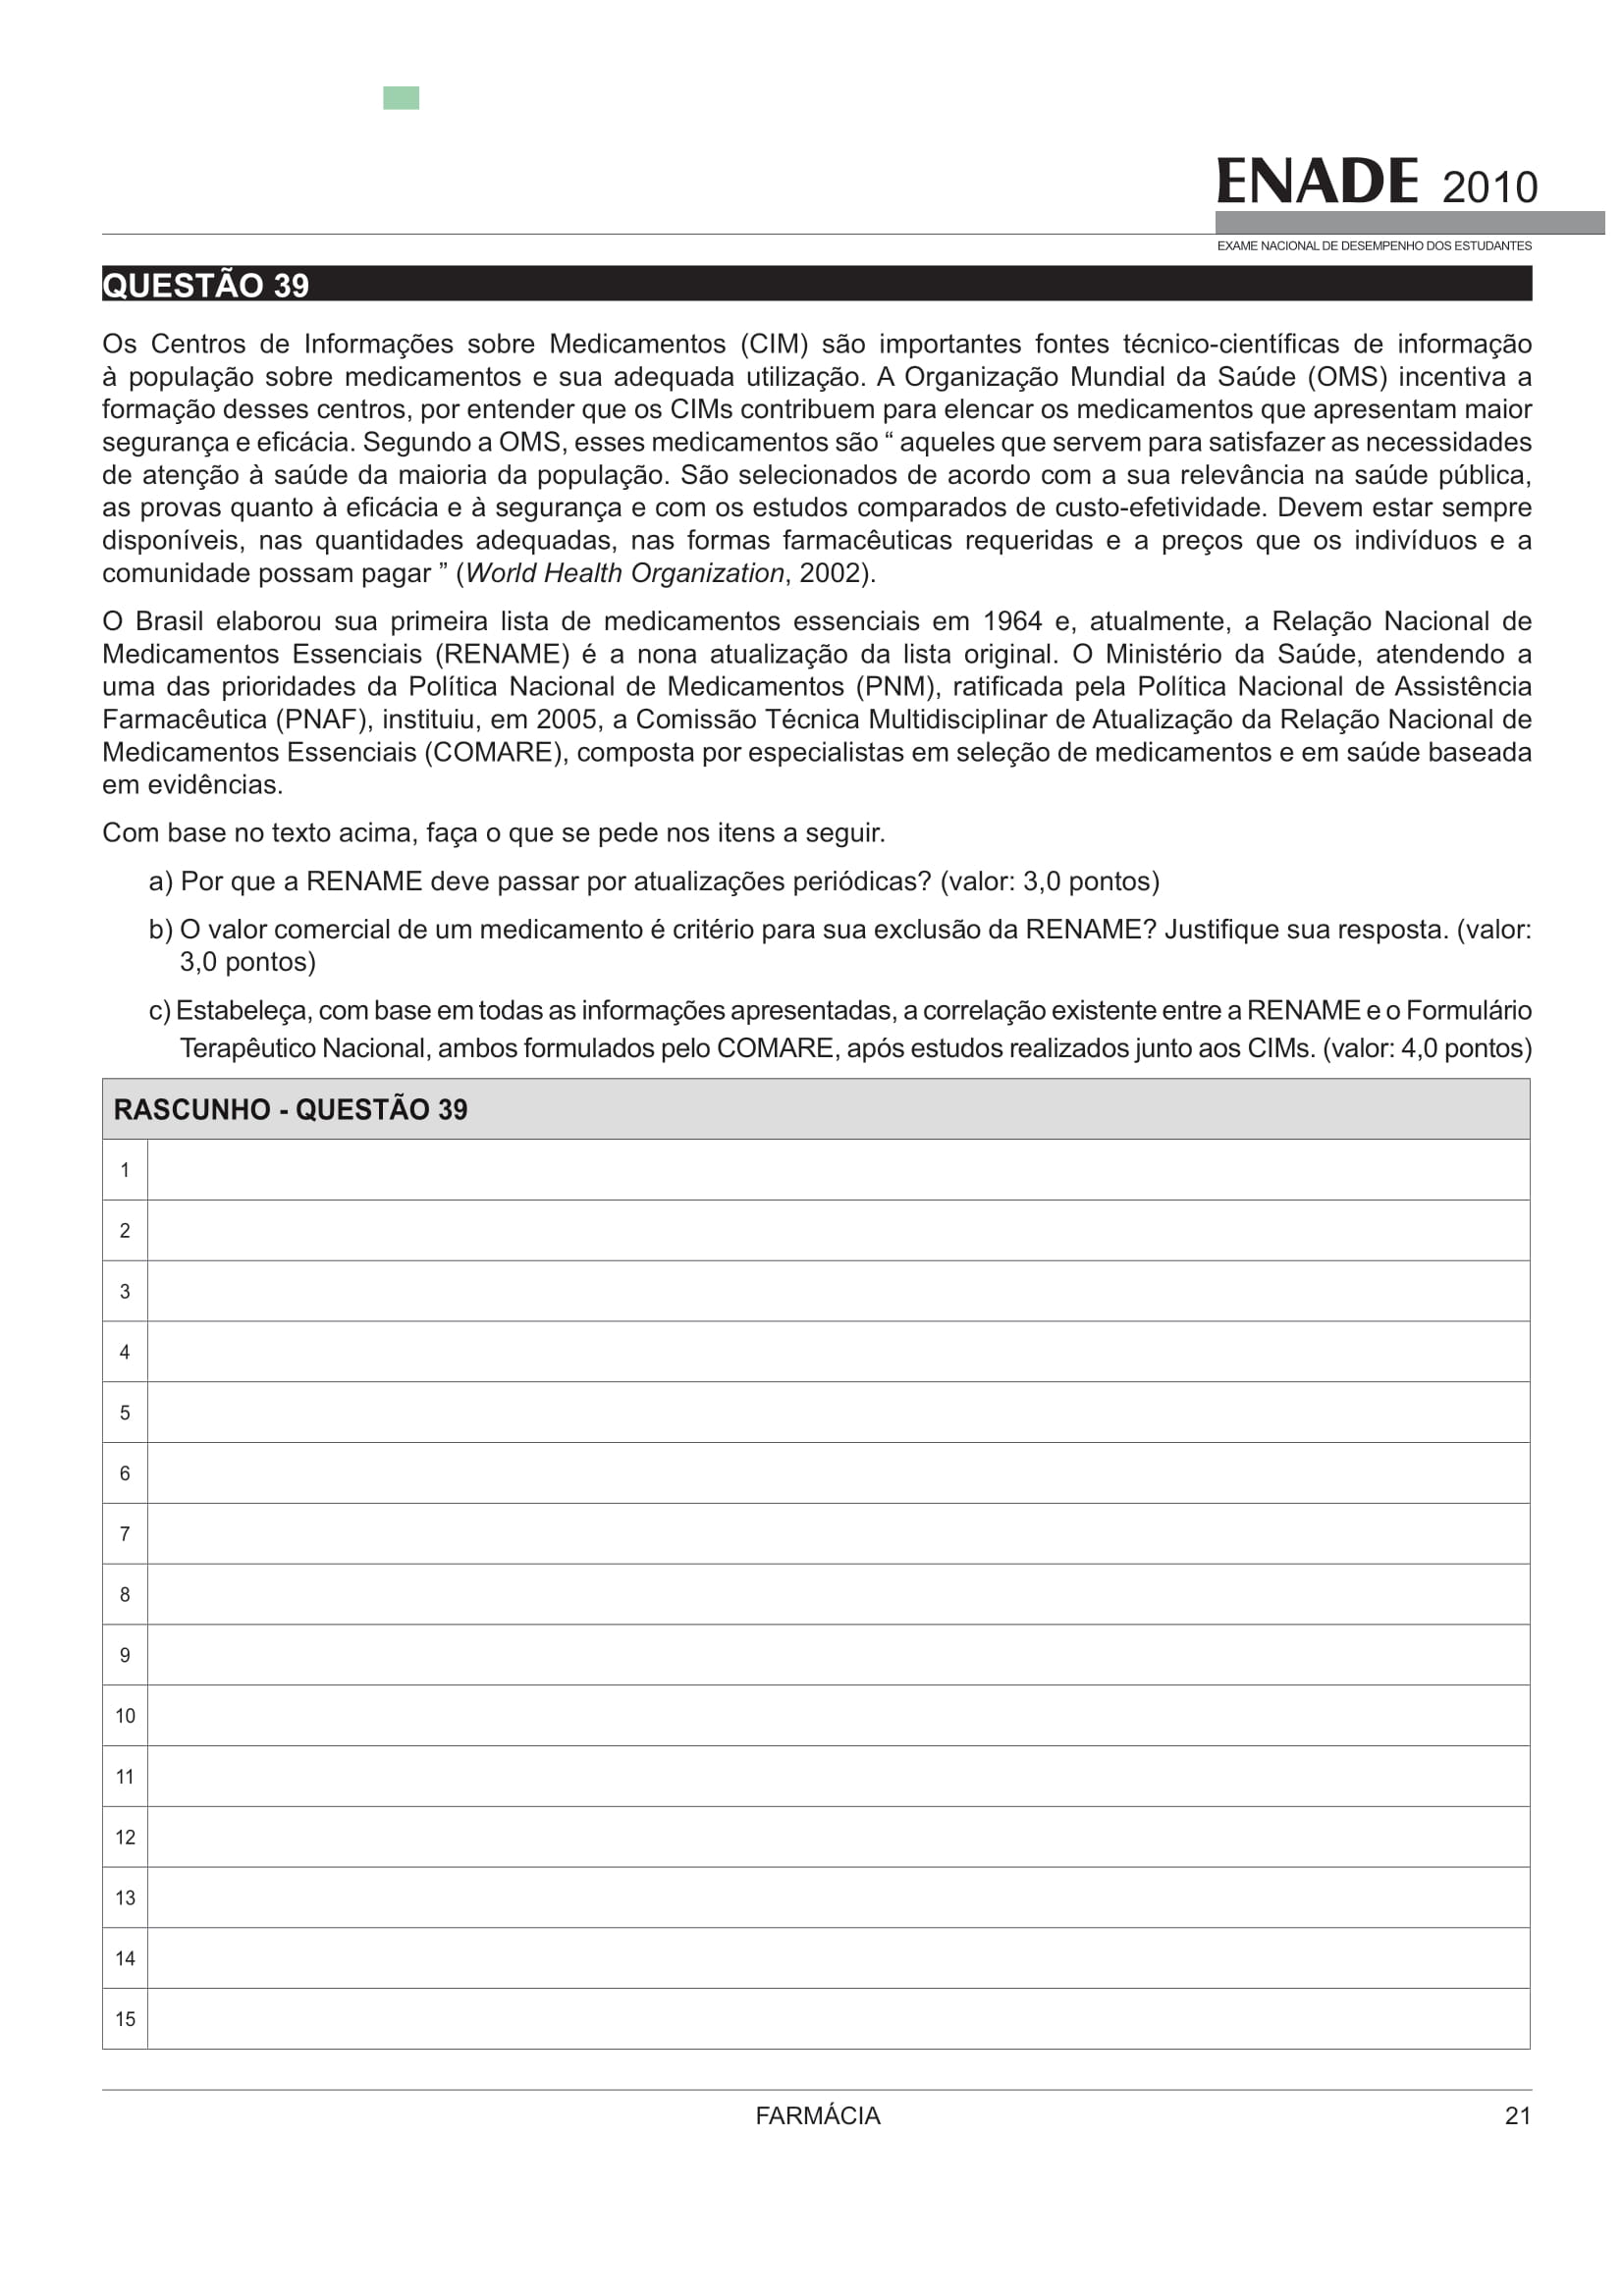 ENADE 2010
EXAME NACIONAL DE DESEMPENHO DOS ESTUDANTES
QUESTÃO 39
Os Centros de Informações sobre Medicamentos (CIM) são importantes fontes técnico-científicas de informação
à população sobre medicamentos e sua adequada utilização. A Organização Mundial da Saúde (OMS) incentiva a
formação desses centros, por entender que os CIMs contribuem para elencar os medicamentos que apresentam maior
segurança e eficácia. Segundo a OMS, esses medicamentos são “ aqueles que servem para satisfazer as necessidades
de atenção à saúde da maioria da população. São selecionados de acordo com a sua relevância na saúde pública,
as provas quanto à eficácia e à segurança e com os estudos comparados de custo-efetividade. Devem estar sempre
disponíveis, nas quantidades adequadas, nas formas farmacêuticas requeridas e a preços que os indivíduos e a
comunidade possam pagar ” (World Health Organization, 2002).
O Brasil elaborou sua primeira lista de medicamentos essenciais em 1964 e, atualmente, a Relação Nacional de
Medicamentos Essenciais (RENAME) é a nona atualização da lista original. O Ministério da Saúde, atendendo a
uma das prioridades da Política Nacional de Medicamentos (PNM), ratificada pela Política Nacional de Assistência
Farmacêutica (PNAF), instituiu, em 2005, a Comissão Técnica Multidisciplinar de Atualização da Relação Nacional de
Medicamentos Essenciais (COMARE), composta por especialistas em seleção de medicamentos e em saúde baseada
em evidências.
Com base no texto acima, faça o que se pede nos itens a seguir.
a) Por que a RENAME deve passar por atualizações periódicas? (valor: 3,0 pontos)
b) O valor comercial de um medicamento é critério para sua exclusão da RENAME? Justifique sua resposta. (valor:
3,0 pontos)
c) Estabeleça, com base em todas as informações apresentadas, a correlação existente entre a RENAME e o Formulário
Terapêutico Nacional, ambos formulados pelo COMARE, após estudos realizados junto aos CIMs. (valor: 4,0 pontos)
RASCUNHO - QUESTÃO 39
1
2
3
4
5
6
7
8
9
10
11
12
13
14
15
FARMÁCIA 21